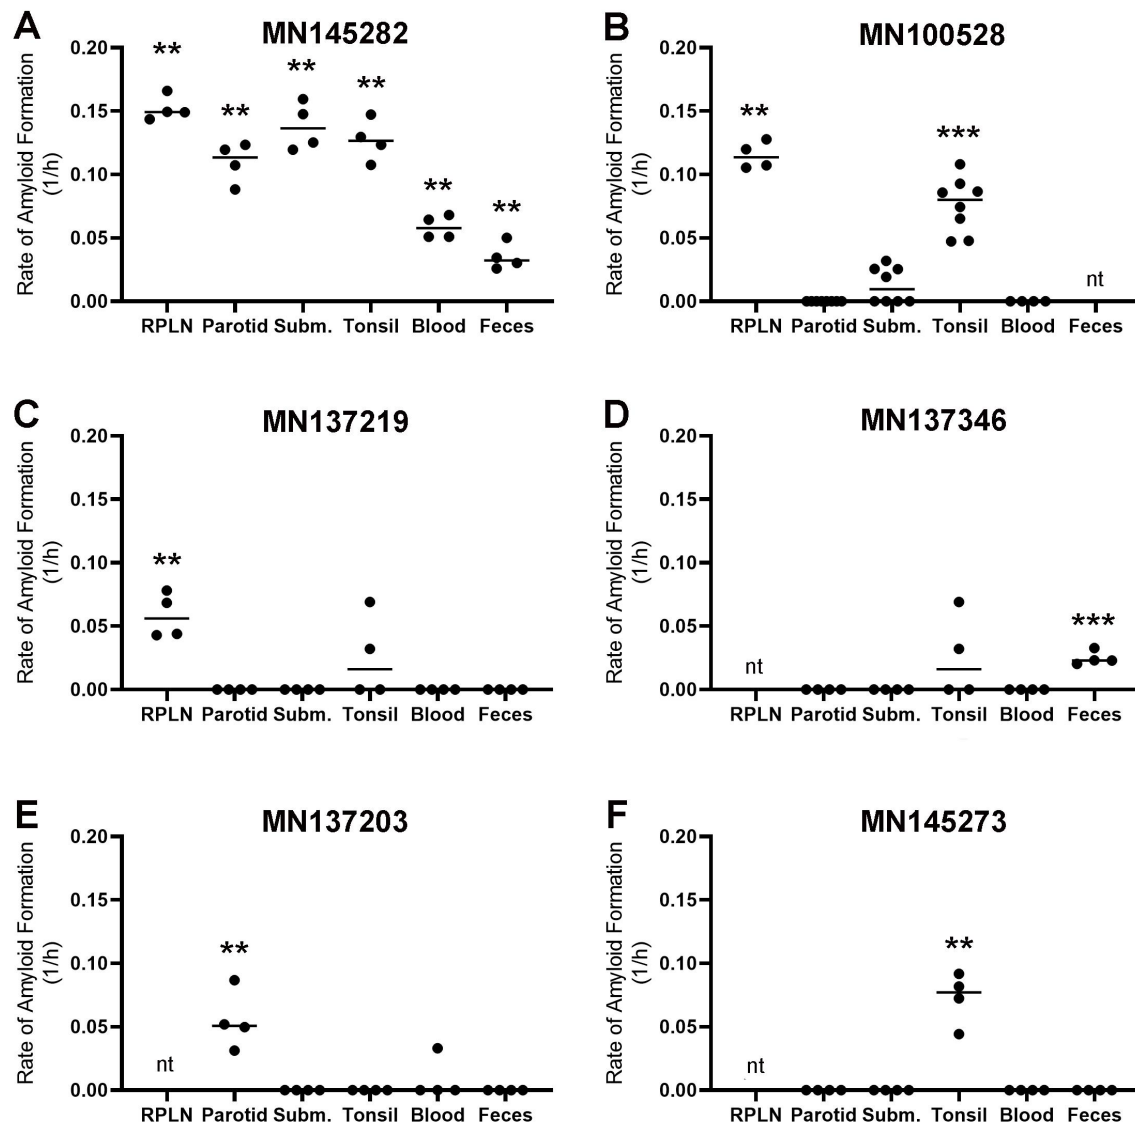 A
MN145282
Rate of Amyloid Formation
(1/h)
0.20
0.15
0.10
0.05
0.00
** ** ** ** ** **
RPLN Parotid Subm. Tonsil Blood Feces
B
MN100528
Rate of Amyloid Formation
(1/h)
0.20
0.15
0.10
0.05
0.00
** *** nt
RPLN Parotid Subm. Tonsil Blood Feces
C
MN137219
Rate of Amyloid Formation
(1/h)
0.20
0.15
0.10
0.05
0.00
**
RPLN Parotid Subm. Tonsil Blood Feces
D
MN137346
Rate of Amyloid Formation
(1/h)
0.20
0.15
0.10
0.05
0.00
nt ***
RPLN Parotid Subm. Tonsil Blood Feces
E
MN137203
Rate of Amyloid Formation
(1/h)
0.20
0.15
0.10
0.05
0.00
nt **
RPLN Parotid Subm. Tonsil Blood Feces
F
MN145273
Rate of Amyloid Formation
(1/h)
0.20
0.15
0.10
0.05
0.00
nt **
RPLN Parotid Subm. Tonsil Blood Feces